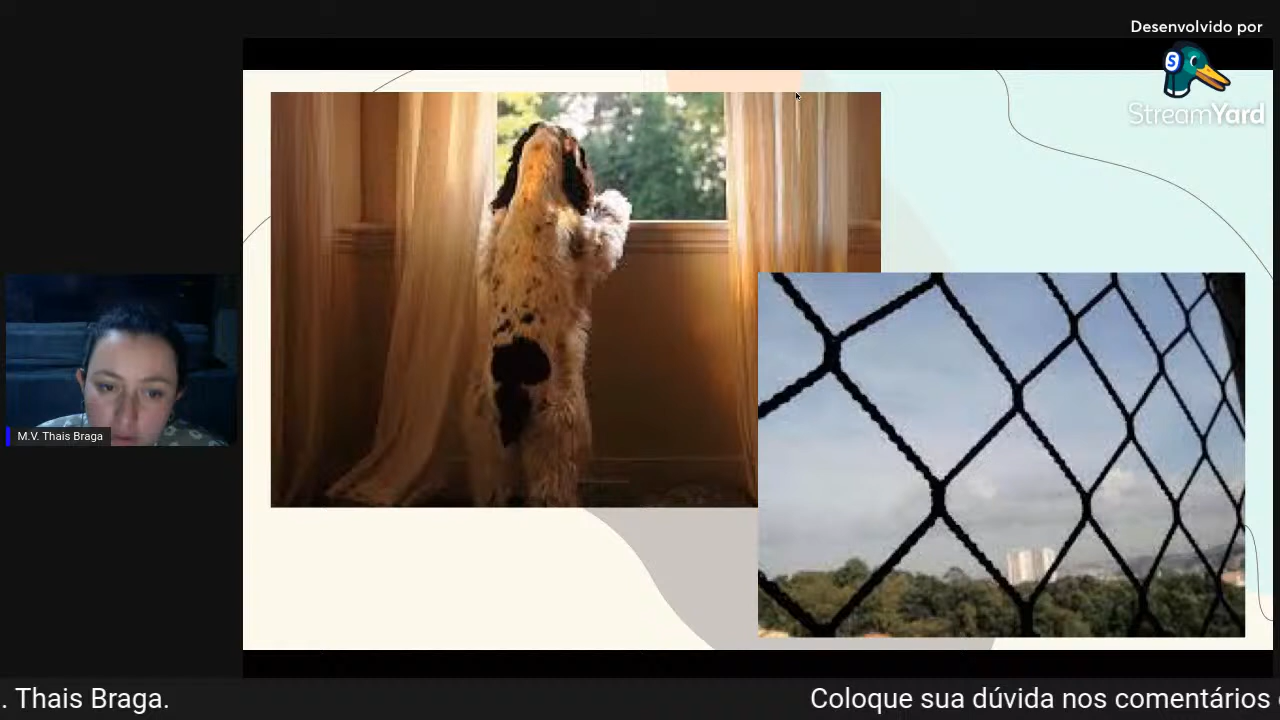 Desenvolvido por
S
StreamYard
M.V. Thais Braga
. Thais Braga.
Coloque sua dúvida nos comentários